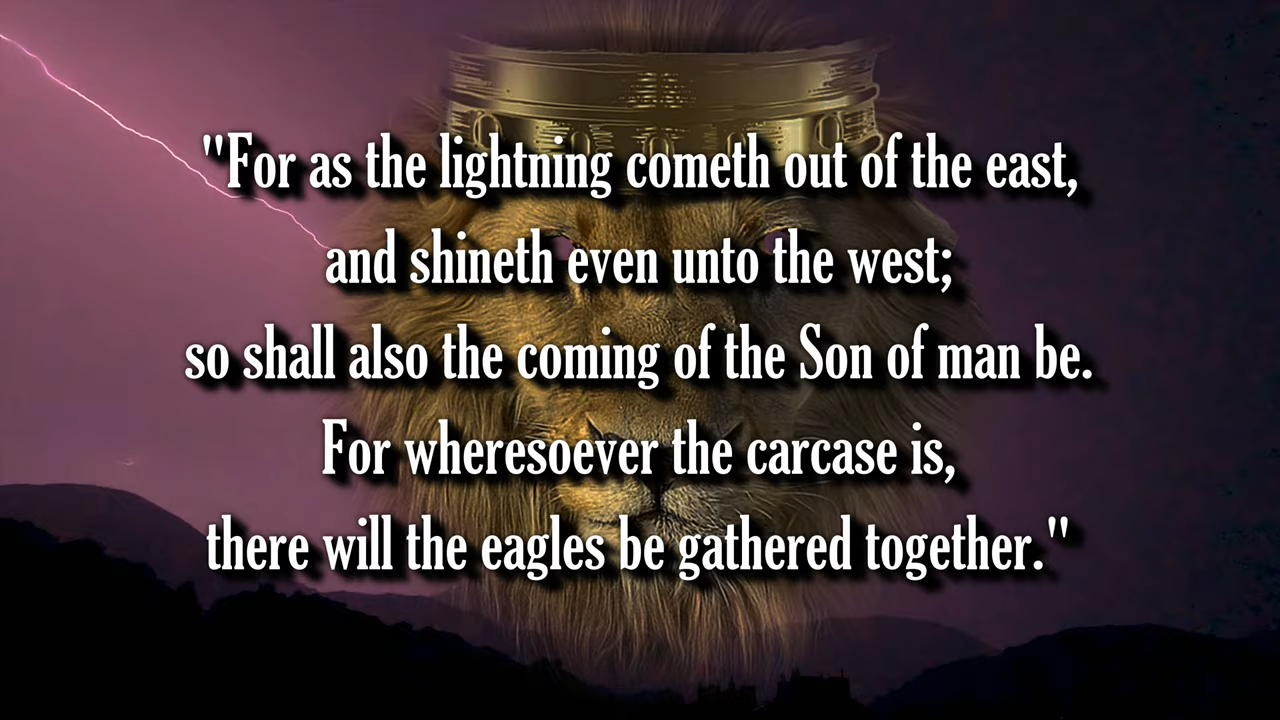 "For as the lightning cometh out of the east,
and shineth even unto the west;
so shall also the coming of the Son of man be.
For wheresoever the carcase is,
there will the eagles be gathered together."